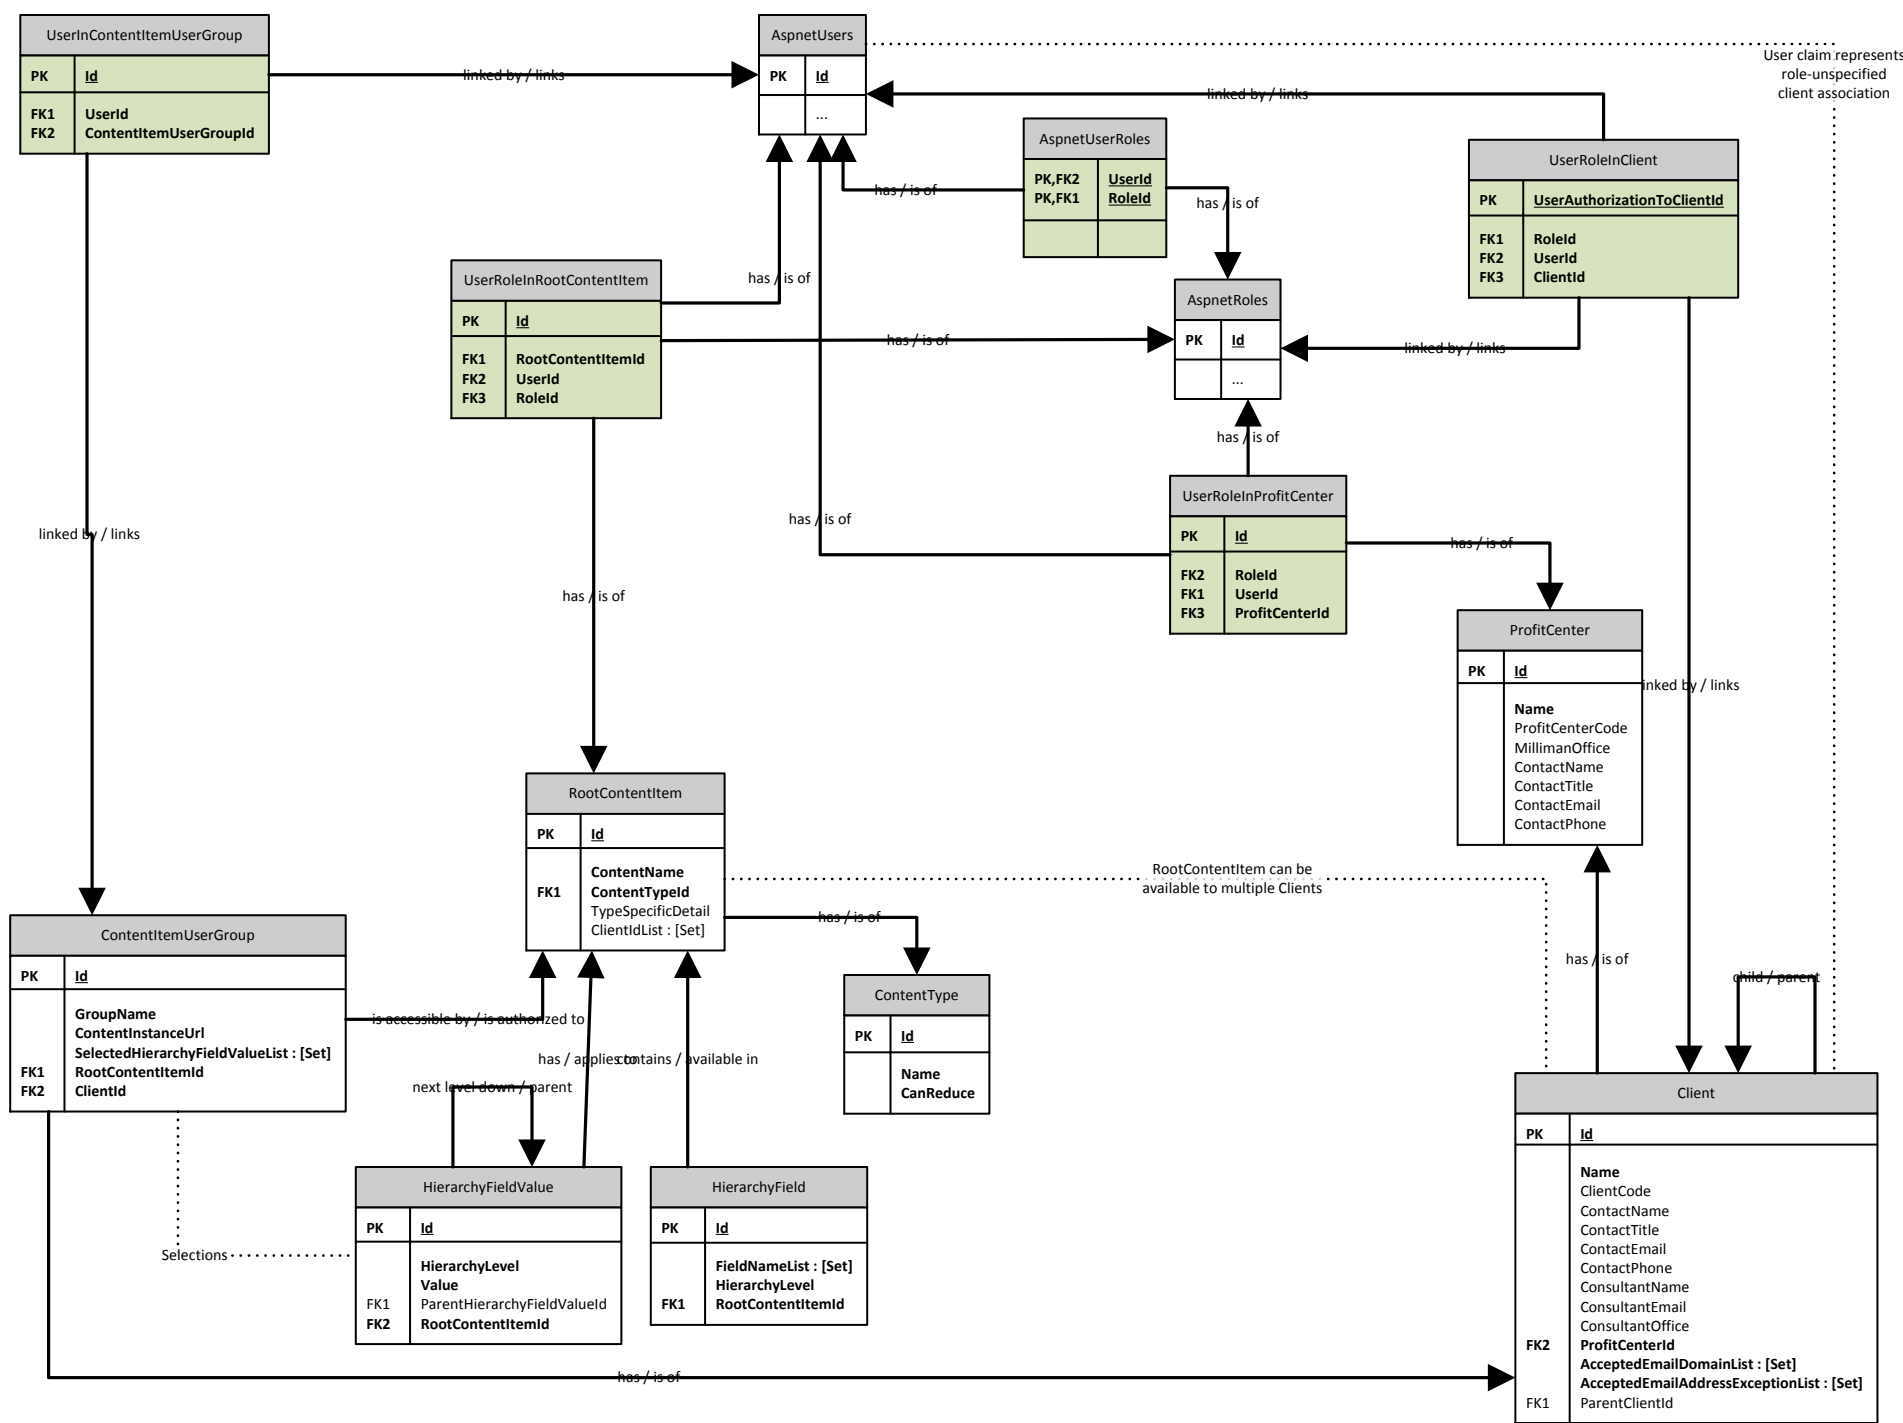 UserInContentItemUserGroup
PK Id
FK1 UserId
FK2 ContentItemUserGroupId
linked by / links
AspnetUsers
PK Id
...
User claim represents
role-unspecified
client association
linked by / links
AspnetUserRoles
PK,FK2 UserId
PK,FK1 RoleId
has / is of
has / is of
UserRoleInClient
PK UserAuthorizationToClientId
FK1 RoleId
FK2 UserId
FK3 ClientId
UserRoleInRootContentItem
PK Id
FK1 RootContentItemId
FK2 UserId
FK3 RoleId
has / is of
has / is of
AspnetRoles
PK Id
...
linked by / links
has / is of
UserRoleInProfitCenter
PK Id
FK2 RoleId
FK1 UserId
FK3 ProfitCenterId
has / is of
has / is of
linked by / links
has / is of
ProfitCenter
PK Id
Name
ProfitCenterCode
MillimanOffice
ContactName
ContactTitle
ContactEmail
ContactPhone
inked by / links
RootContentItem
PK Id
ContentName
FK1 ContentTypeId
TypeSpecificDetail
ClientIdList : [Set]
RootContentItem can be
available to multiple Clients
has / is of
ContentItemUserGroup
PK Id
GroupName
ContentInstanceUrl
SelectedHierarchyFieldValueList : [Set]
FK1 RootContentItemId
FK2 ClientId
is accessible by / is authorized to
has / applies to
contains / available in
next level down / parent
ContentType
PK Id
Name
CanReduce
has / is of
child / parent
Selections
HierarchyFieldValue
PK Id
HierarchyLevel
Value
FK1 ParentHierarchyFieldValueId
FK2 RootContentItemId
HierarchyField
PK Id
FieldNameList : [Set]
HierarchyLevel
FK1 RootContentItemId
Client
PK Id
Name
ClientCode
ContactName
ContactTitle
ContactEmail
ContactPhone
ConsultantName
ConsultantEmail
ConsultantOffice
FK2 ProfitCenterId
AcceptedEmailDomainList : [Set]
AcceptedEmailAddressExceptionList : [Set]
FK1 ParentClientId
has / is of